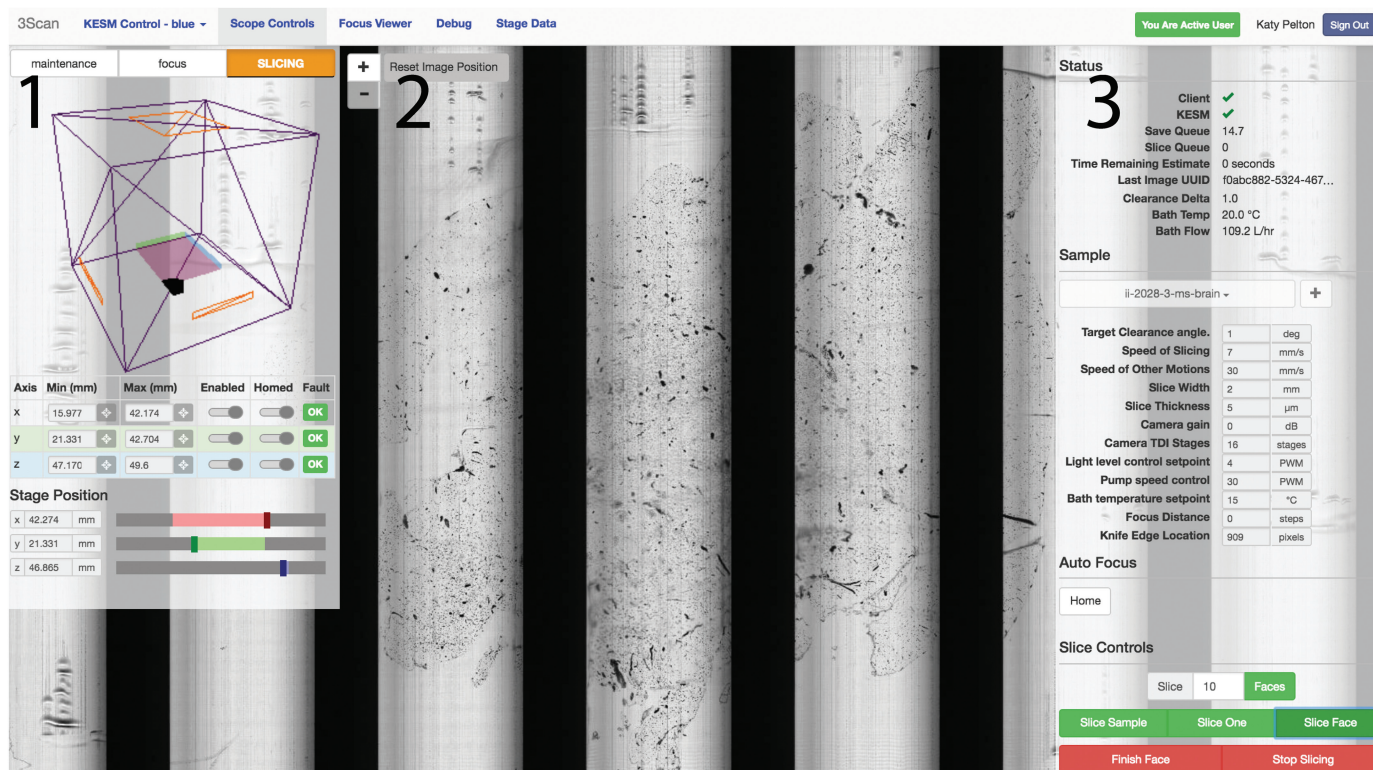 3Scan KESM Control - blue Scope Controls Focus Viewer Debug Stage Data You Are Active User Katy Pelton Sign Out
maintenance focus SLICING
1
Axis Min (mm) Max (mm) Enabled Homed Fault
x 15.977 42.174 OK
y 21.331 42.704 OK
z 47.170 49.6 OK
Stage Position
x 42.274 mm
y 21.331 mm
z 46.865 mm
+ Reset Image Position
-
2
3
Status
Client ✔
KESM ✔
Save Queue 14.7
Slice Queue 0
Time Remaining Estimate 0 seconds
Last Image UUID f0abc882-5324-467...
Clearance Delta 1.0
Bath Temp 20.0 °C
Bath Flow 109.2 L/hr
Sample
ii-2028-3-ms-brain +
Target Clearance angle. 1 deg
Speed of Slicing 7 mm/s
Speed of Other Motions 30 mm/s
Slice Width 2 mm
Slice Thickness 5 µm
Camera gain 0 dB
Camera TDI Stages 16 stages
Light level control setpoint 4 PWM
Pump speed control 30 PWM
Bath temperature setpoint 15 °C
Focus Distance 0 steps
Knife Edge Location 909 pixels
Auto Focus
Home
Slice Controls
Slice 10 Faces
Slice Sample Slice One Slice Face
Finish Face Stop Slicing